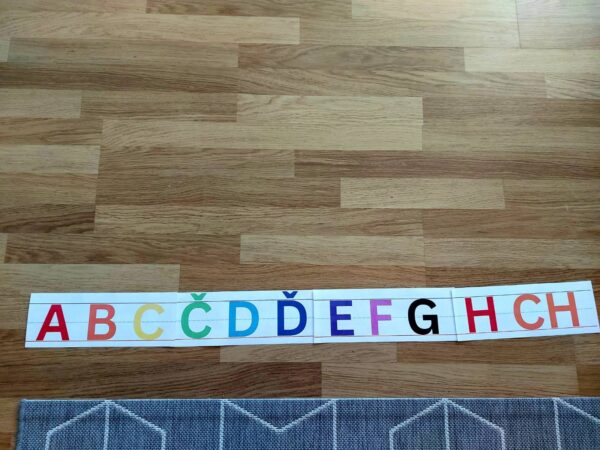 A B C Č D Ď E F G H CH